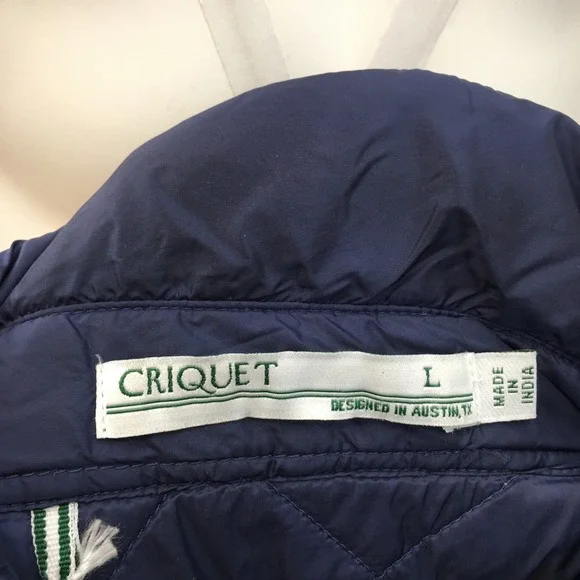 CRIQUET L
DESIGNED IN AUSTIN, TX
MADE
IN
INDIA